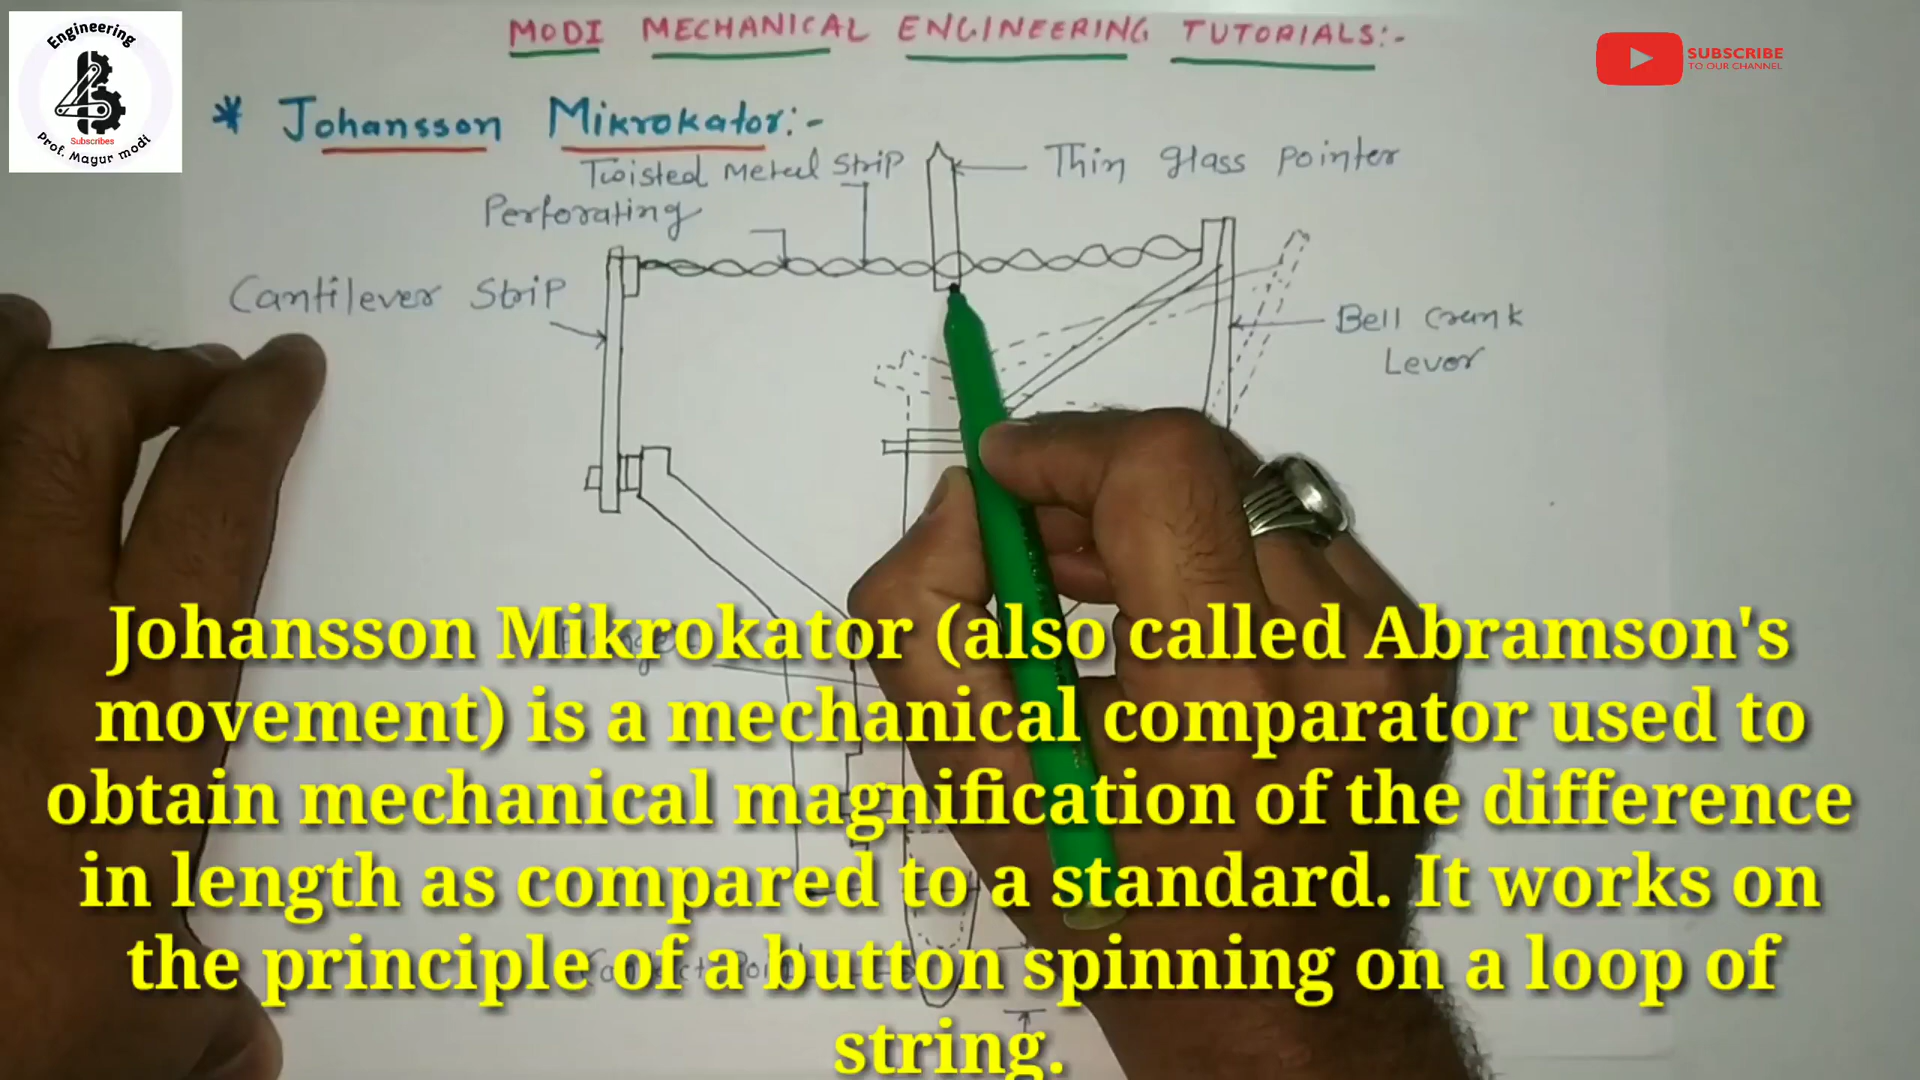 Engineering
Subscribes
Prof. Mayur modi
MODI MECHANICAL ENGINEERING TUTORIALS:-
SUBSCRIBE
TO OUR CHANNEL
* Johansson Mikrokator:-
Twisted Metal Strip
Thin glass pointer
Perforating
Cantilever Strip
Bell Crank
Lever
Johansson Mikrokator (also called Abramson's
movement) is a mechanical comparator used to
obtain mechanical magnification of the difference
in length as compared to a standard. It works on
the principle of a button spinning on a loop of
string.